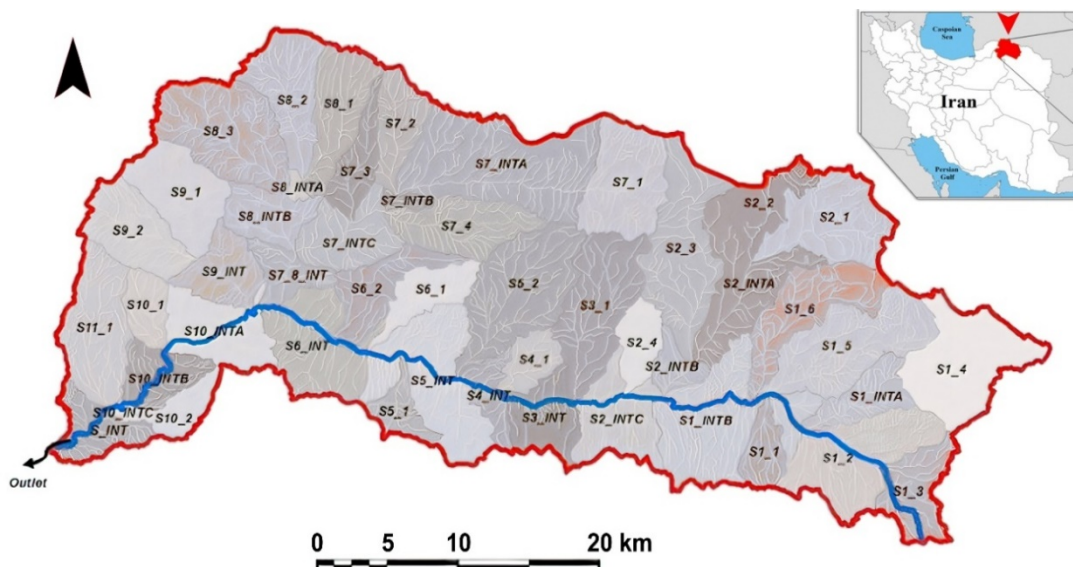 Caspoian
Sea
Iran
Persian
Gulf
S8_2
S8_1
S7_2
S8_3
S7_INTA
S7_3
S7_1
S8_INTA
S9_1
S7_INTB
S2_2
S8_INTB
S2_1
S7_4
S9_2
S7_INTC
S2_3
S9_INT
S7_8_INT
S2_INTA
S6_2
S6_1
S5_2
S10_1
S3_1
S1_6
S11_1
S10_INTA
S6_INT
S2_4
S1_5
S4_1
S2_INTB
S1_4
S10_INTB
S5_INT
S4_INT
S1_INTA
S10_INTC
S10_2
S5_1
S3_INT
S2_INTC
S1_INTB
S_INT
S1_1
S1_2
S1_3
Outlet
0 5 10 20 km